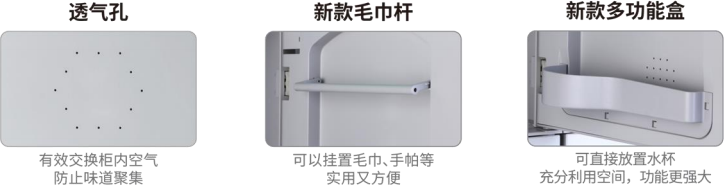 透气孔
有效交换柜内空气
防止味道聚集
新款毛巾杆
可以挂置毛巾、手帕等
实用又方便
新款多功能盒
可直接放置水杯
充分利用空间，功能更强大